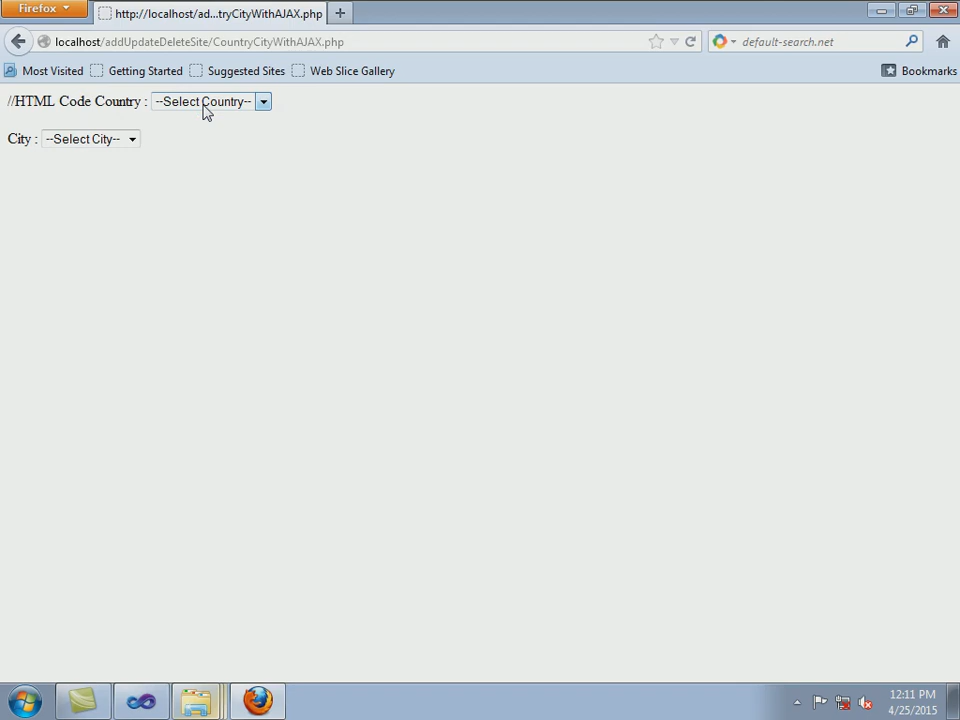 Firefox
http://localhost/ad...tryCityWithAJAX.php
localhost/addUpdateDeleteSite/CountryCityWithAJAX.php
default-search.net
Most Visited Getting Started Suggested Sites Web Slice Gallery Bookmarks
//HTML Code Country : --Select Country--
City : --Select City--
12:11 PM
4/25/2015